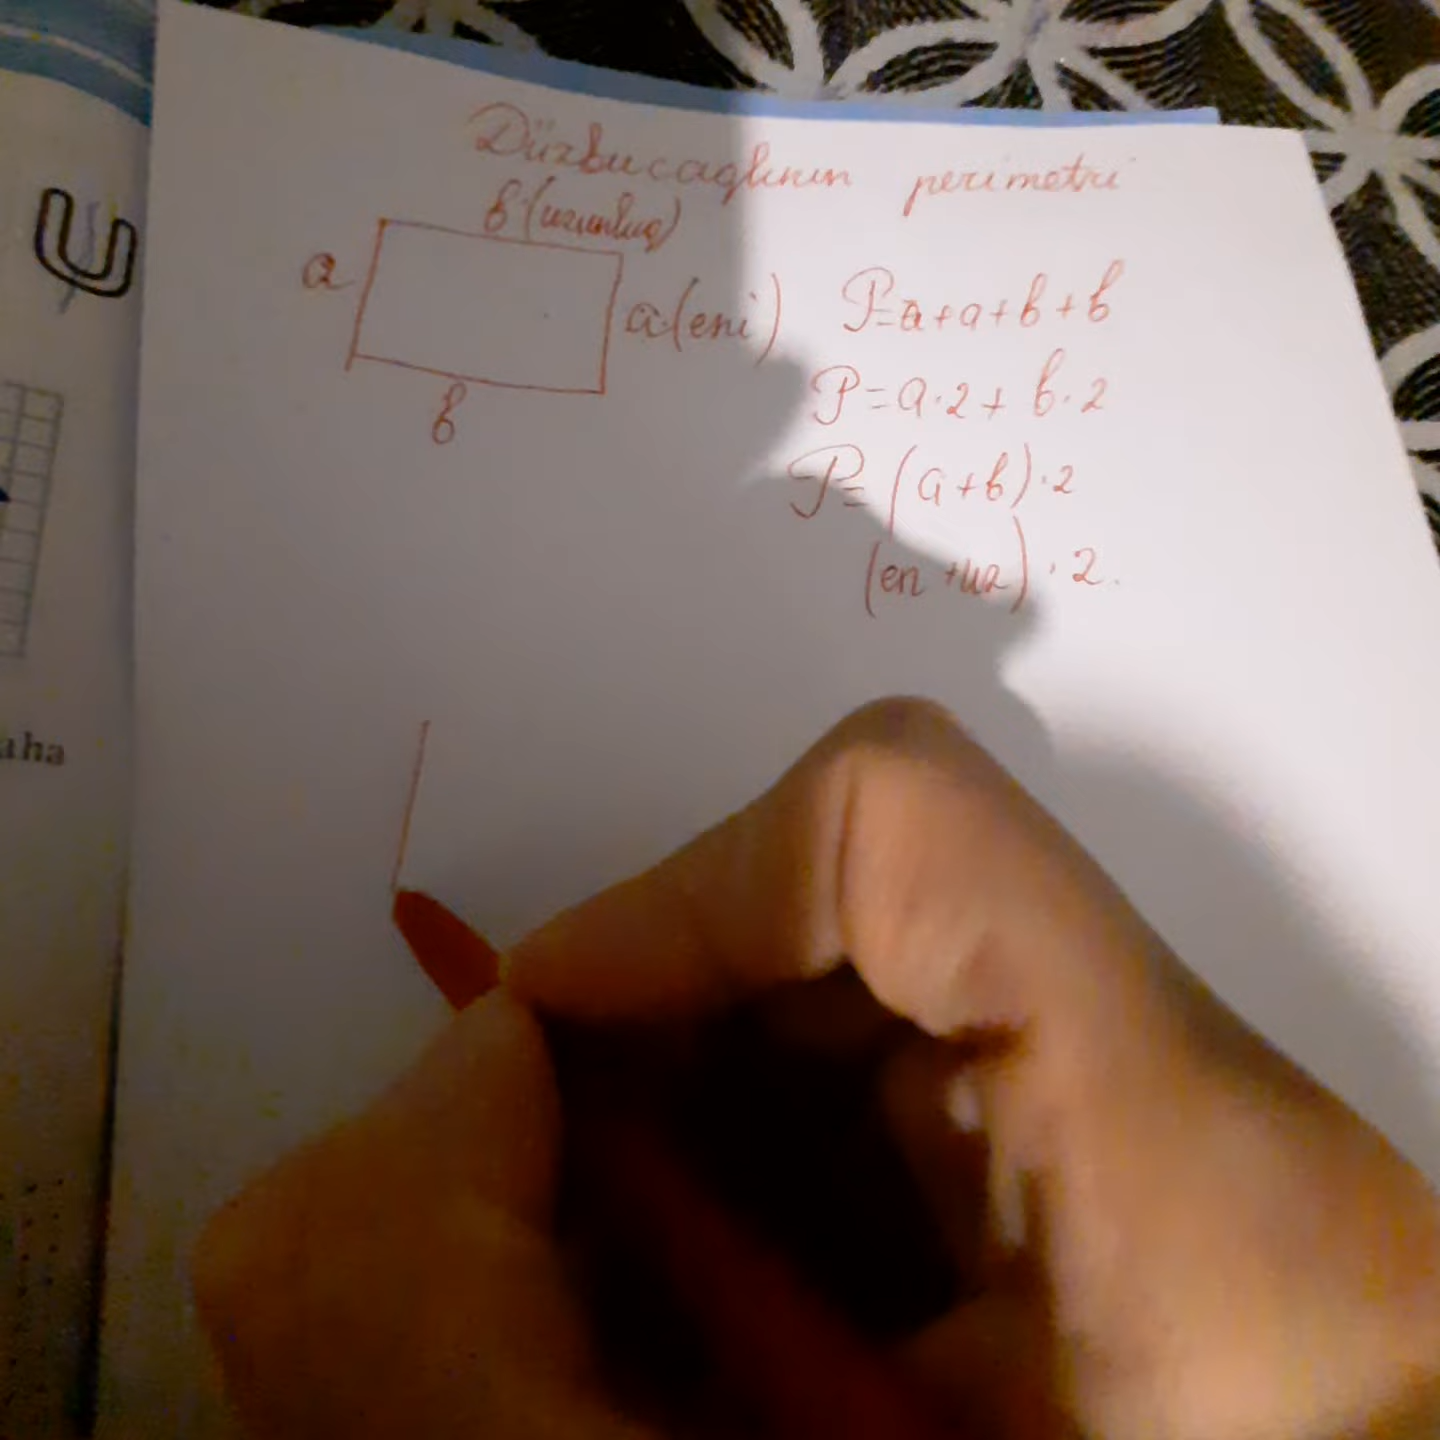 Düzbucaqlının perimetri
b (uzunluq)
a
a(eni)
b
P=a+a+b+b
P=a·2+b·2
P=(a+b)·2
(en+uz)·2.
U
aha